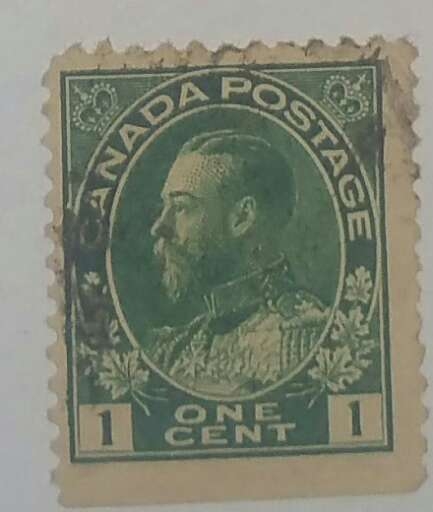 CANADA POSTAGE
1 ONE 1
CENT